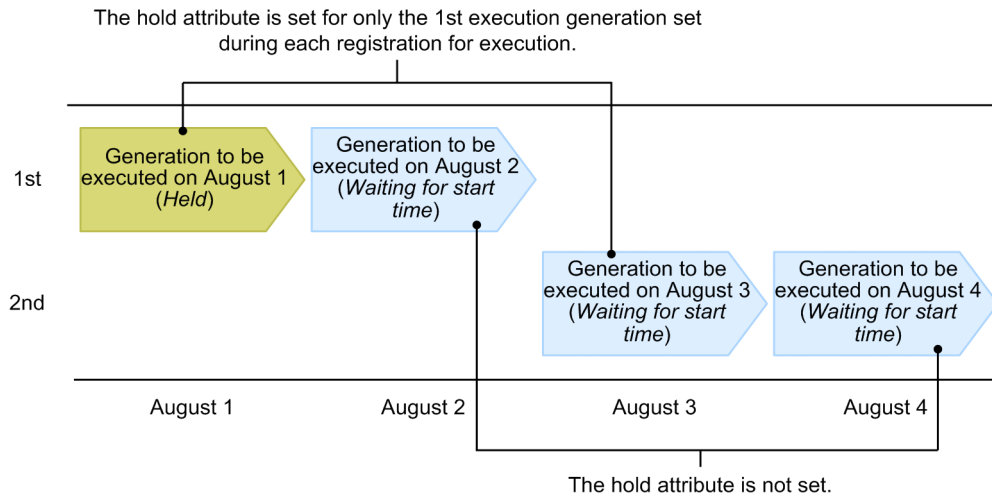 The hold attribute is set for only the 1st execution generation set
during each registration for execution.
1st
Generation to be
executed on August 1
(Held)
Generation to be
executed on August 2
(Waiting for start
time)
2nd
Generation to be
executed on August 3
(Waiting for start
time)
Generation to be
executed on August 4
(Waiting for start
time)
August 1
August 2
August 3
August 4
The hold attribute is not set.